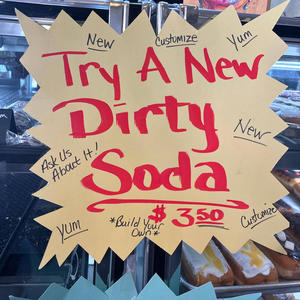 New Customize Yum
Try A New
Dirty
New
Ask Us
About It!
Soda
$ 3.50
Yum
*Build Your
Own*
Customize